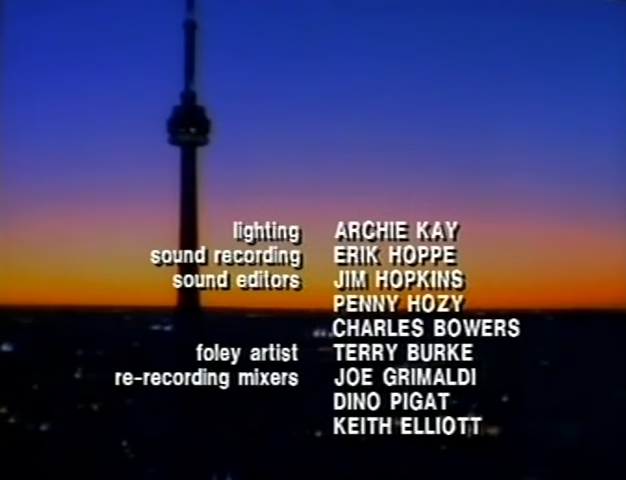 lighting ARCHIE KAY
sound recording ERIK HOPPE
sound editors JIM HOPKINS
PENNY HOZY
CHARLES BOWERS
foley artist TERRY BURKE
re-recording mixers JOE GRIMALDI
DINO PIGAT
KEITH ELLIOTT